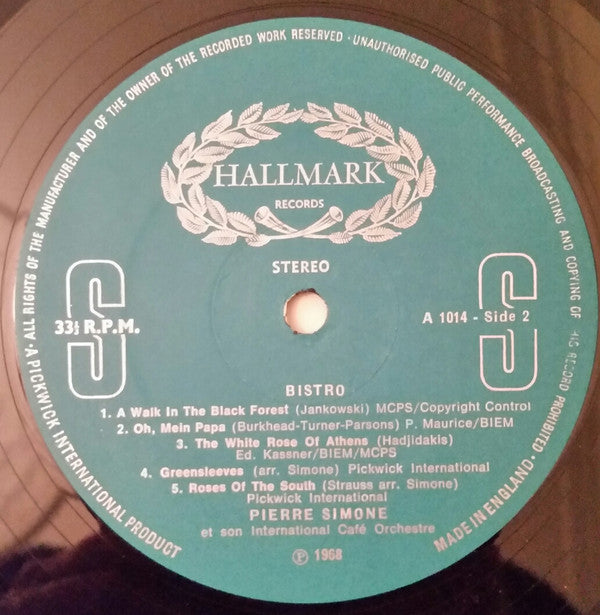 A PICKWICK INTERNATIONAL PRODUCT
· ALL RIGHTS OF THE MANUFACTURER AND OF THE OWNER OF THE RECORDED WORK RESERVED · UNAUTHORISED PUBLIC PERFORMANCE BROADCASTING AND COPYING OF THIS RECORD PROHIBITED · MADE IN ENGLAND ·
HALLMARK
RECORDS
STEREO
S
33⅓ R.P.M.
S
A 1014 - Side 2
BISTRO
1. A Walk In The Black Forest (Jankowski) MCPS/Copyright Control
2. Oh, Mein Papa (Burkhead-Turner-Parsons) P. Maurice/BIEM
3. The White Rose Of Athens (Hadjidakis)
Ed. Kassner/BIEM/MCPS
4. Greensleeves (arr. Simone) Pickwick International
5. Roses Of The South (Strauss arr. Simone)
Pickwick International
PIERRE SIMONE
et son International Café Orchestre
Ⓟ 1968